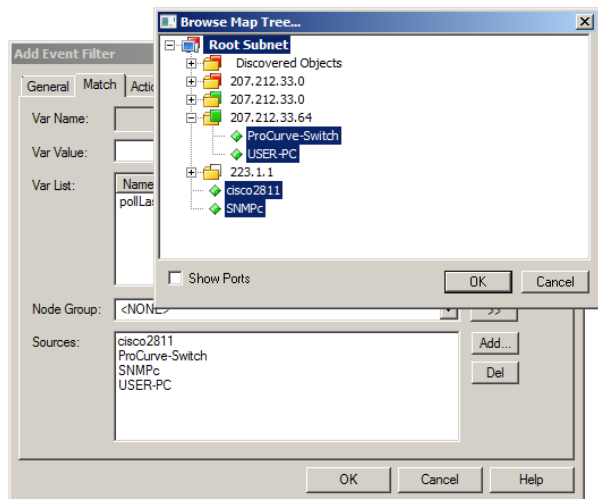 Browse Map Tree...
Root Subnet
Discovered Objects
207.212.33.0
207.212.33.0
207.212.33.64
ProCurve-Switch
USER-PC
223.1.1
cisco2811
SNMPc
Show Ports
OK Cancel
Add Event Filter
General Match
Var Name:
Var Value:
Var List:
Name
Node Group: <NONE> >>
Sources:
cisco2811
ProCurve-Switch
SNMPc
USER-PC
Add...
Del
OK Cancel Help